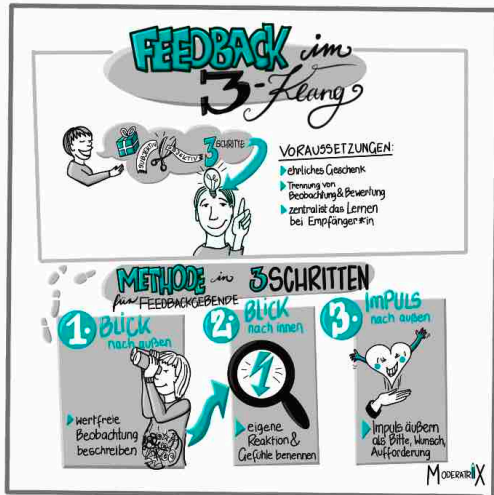 FEEDBACK im
3-Klang
3 SCHRITTE
VORAUSSETZUNGEN:
ehrliches Geschenk
Trennung von
Beobachtung & Bewertung
zentral ist das Lernen
bei Empfänger*in
METHODE in 3 SCHRITTEN
für FEEDBACKGEBENDE
1. BLICK
nach außen
wertfreie
Beobachtung
beschreiben
2. BLICK
nach innen
eigene
Reaktion &
Gefühle benennen
3. IMPULS
nach außen
Impuls äußern
als Bitte, Wunsch,
Aufforderung
MODERATRIX